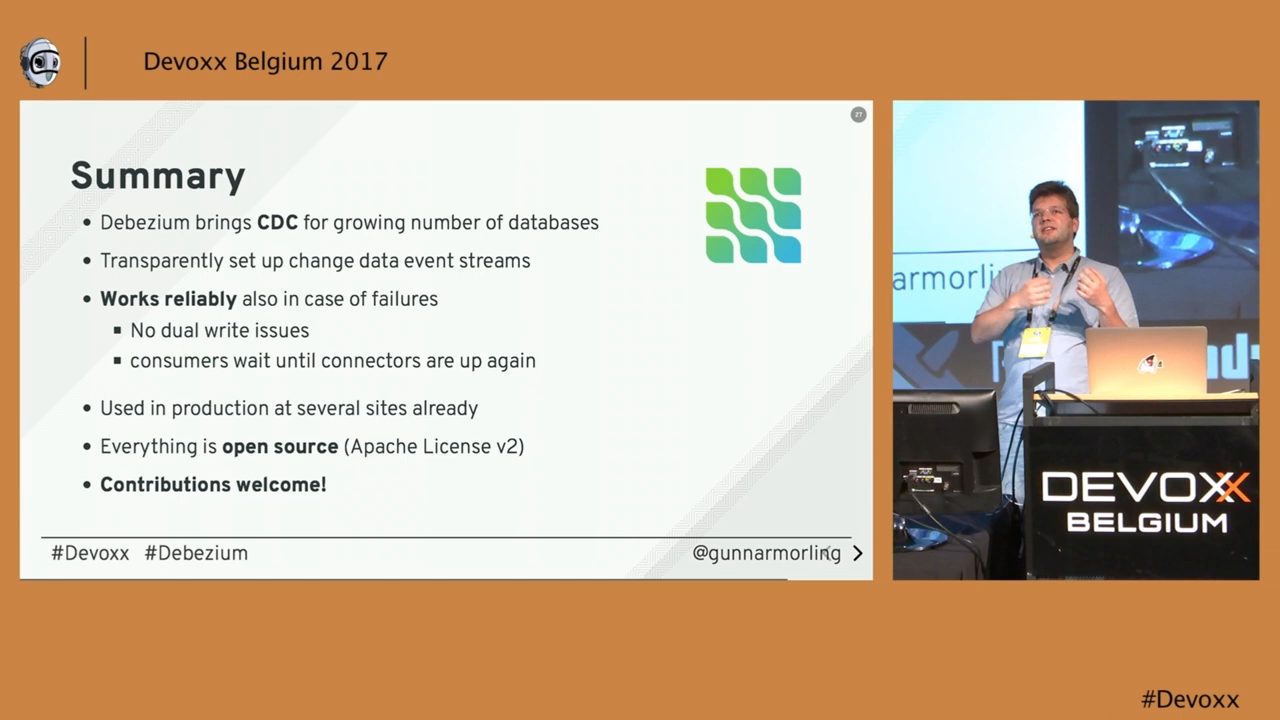 Devoxx Belgium 2017
27
Summary
Debezium brings CDC for growing number of databases
Transparently set up change data event streams
Works reliably also in case of failures
No dual write issues
consumers wait until connectors are up again
Used in production at several sites already
Everything is open source (Apache License v2)
Contributions welcome!
#Devoxx #Debezium
@gunnarmorling
armorli
DEVOXX
BELGIUM
#Devoxx